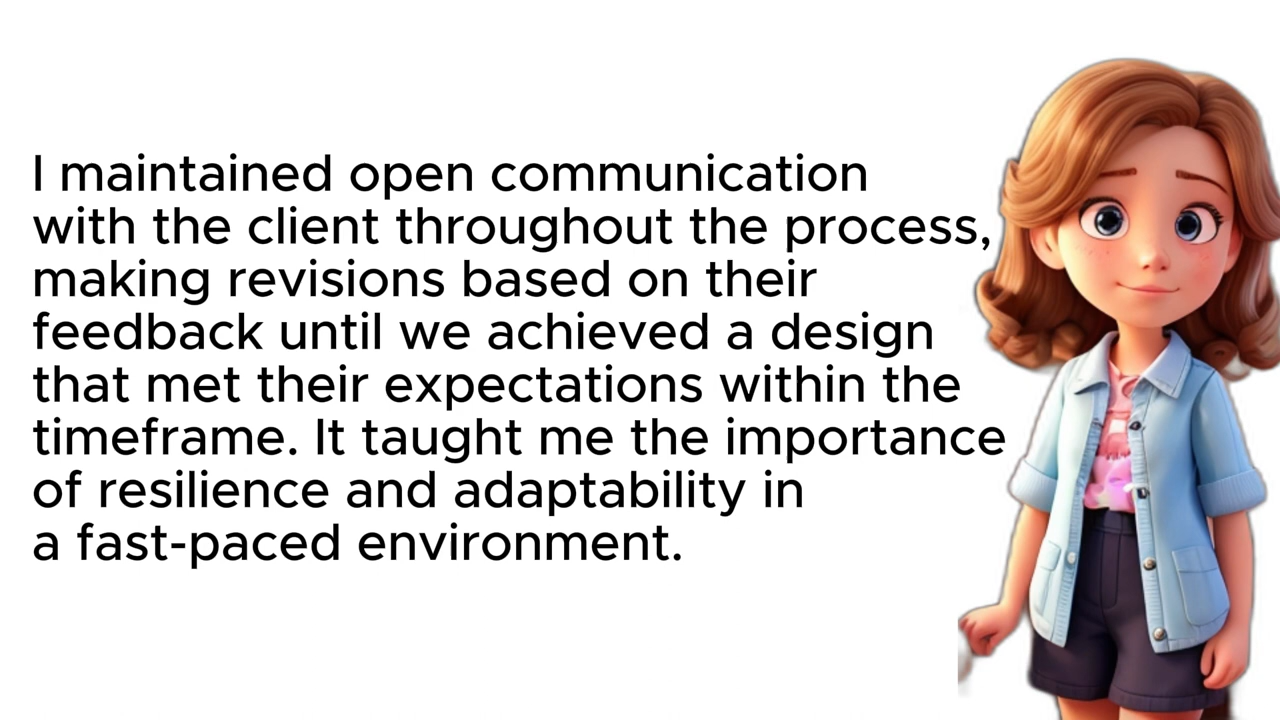 I maintained open communication
with the client throughout the process,
making revisions based on their
feedback until we achieved a design
that met their expectations within the
timeframe. It taught me the importance
of resilience and adaptability in
a fast-paced environment.